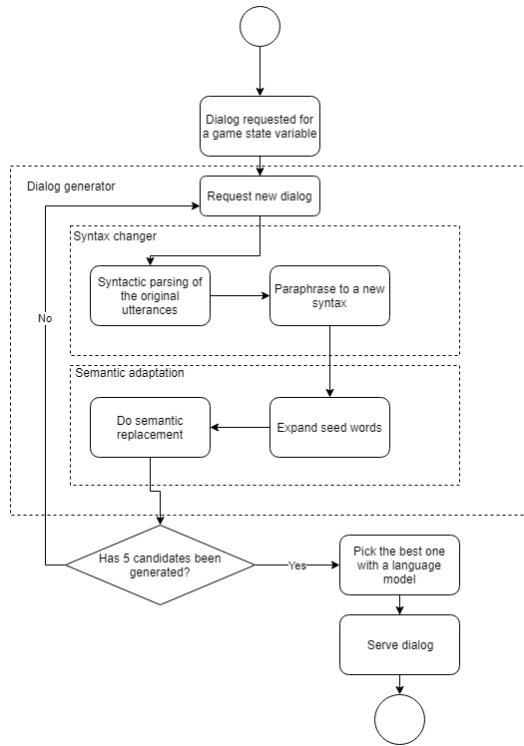 Dialog requested for
a game state variable
Dialog generator
Request new dialog
Syntax changer
Syntactic parsing of
the original
utterances
Paraphrase to a new
syntax
No
Semantic adaptation
Do semantic
replacement
Expand seed words
Has 5 candidates been
generated?
Yes
Pick the best one
with a language
model
Serve dialog